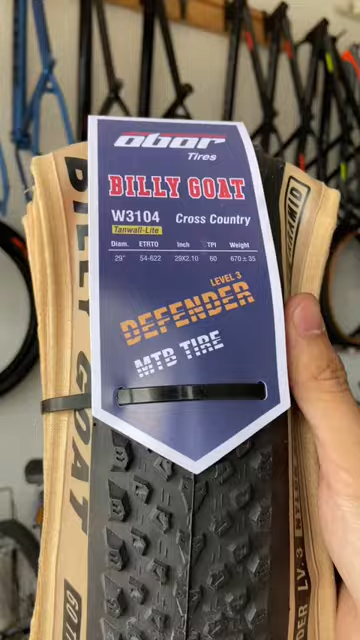 obor
Tires
BILLY GOAT
W3104 Cross Country
Tanwall-Lite
Diam. ETRTO Inch TPI Weight
29" 54-622 29X2.10 60 670 ± 35
LEVEL 3
DEFENDER
MTB TIRE
BILLY GOAT
60
LV.3